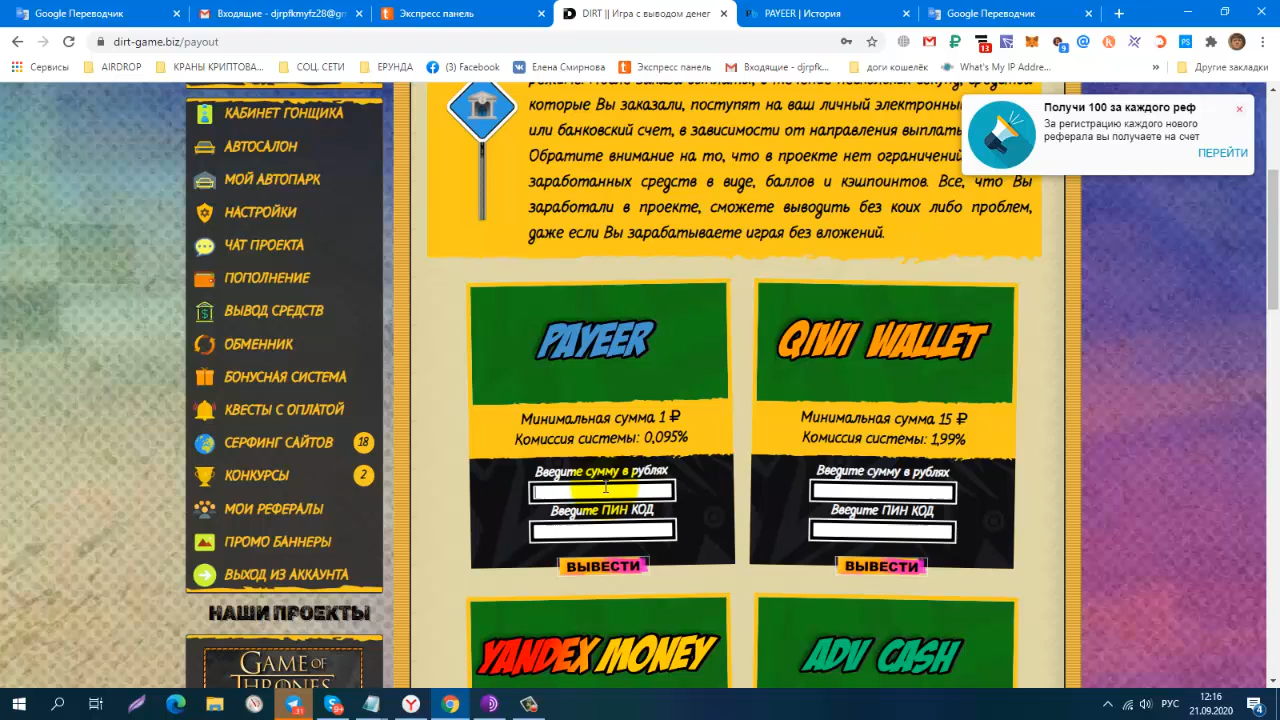 Google Переводчик
Входящие - djrpfkmyfz28@gm
Экспресс панель
DIRT || Игра с выводом денег
PAYEER || История
Google Переводчик
dirt-game.biz/payout
13
9
Сервисы
AIRDROP
КРАНЫ КРИПТОВА...
СОЦ. СЕТИ
ЕРУНДА
(3) Facebook
Елена Смирнова
Экспресс панель
Входящие - djrpfk...
доги кошелёк
What's My IP Addre...
»
Другие закладки
КАБИНЕТ ГОНЩИКА
АВТОСАЛОН
МОЙ АВТОПАРК
НАСТРОЙКИ
ЧАТ ПРОЕКТА
ПОПОЛНЕНИЕ
ВЫВОД СРЕДСТВ
ОБМЕННИК
БОНУСНАЯ СИСТЕМА
КВЕСТЫ С ОПЛАТОЙ
СЕРФИНГ САЙТОВ 18
КОНКУРСЫ 2
МОИ РЕФЕРАЛЫ
ПРОМО БАННЕРЫ
ВЫХОД ИЗ АККАУНТА
НАШИ ПРОЕКТЫ
GAME OF
THRONES
которые Вы заказали, поступят на ваш личный электронны
или банковский счет, в зависимости от направления выплаты
Обратите внимание на то, что в проекте нет ограничений
заработанных средств в виде, баллов и кэшпоинтов. Все, что Вы
заработали в проекте, сможете выводить без коих либо проблем,
даже если Вы зарабатываете играя без вложений.
Получи 100 за каждого реф
За регистрацию каждого нового
реферала вы получаете на счет
ПЕРЕЙТИ
PAYEER
Минимальная сумма 1 ₽
Комиссия системы: 0,095%
Введите сумму в рублях
Введите ПИН КОД
ВЫВЕСТИ
QIWI WALLET
Минимальная сумма 15 ₽
Комиссия системы: 1,99%
Введите сумму в рублях
Введите ПИН КОД
ВЫВЕСТИ
YANDEX MONEY
ADV CASH
РУС
12:16
21.09.2020
4